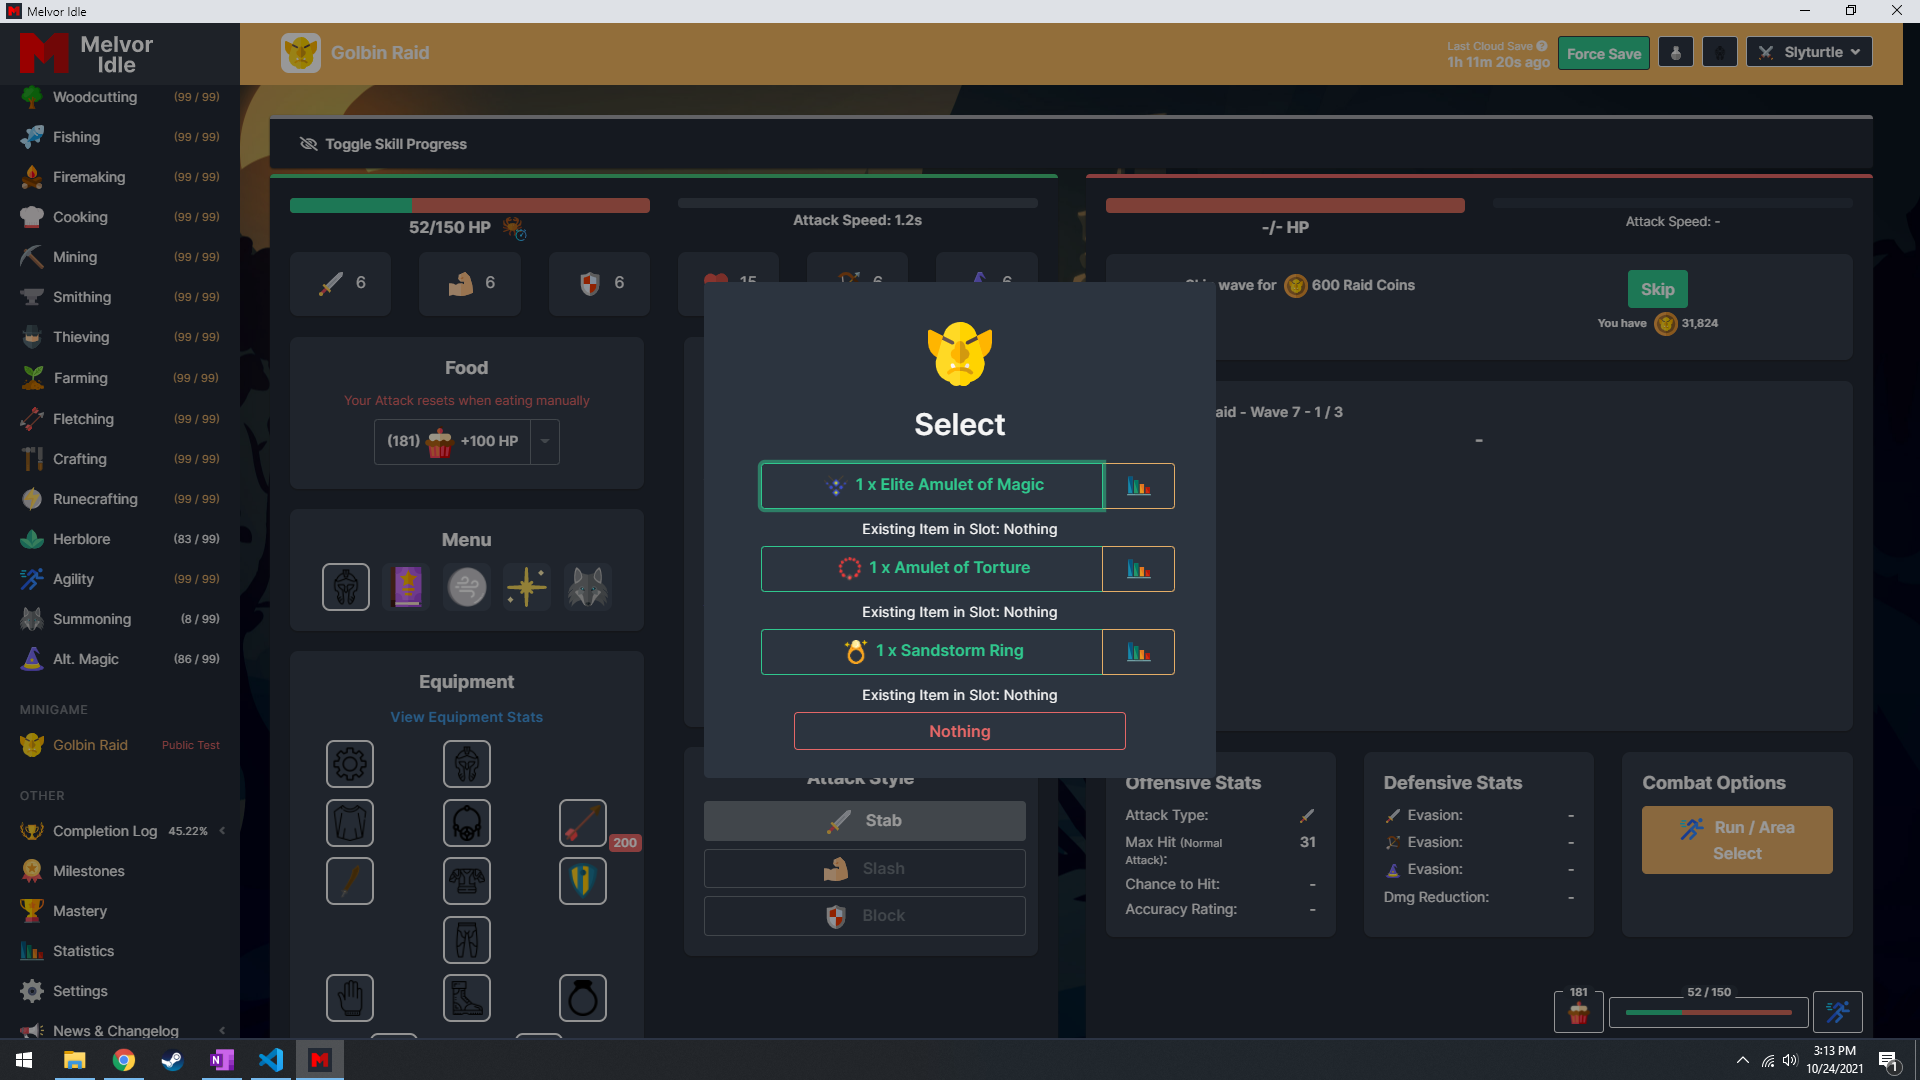 Melvor Idle
Melvor
Idle
Golbin Raid
Last Cloud Save
1h 11m 20s ago
Force Save
Slyturtle
Woodcutting (99 / 99)
Fishing (99 / 99)
Firemaking (99 / 99)
Cooking (99 / 99)
Mining (99 / 99)
Smithing (99 / 99)
Thieving (99 / 99)
Farming (99 / 99)
Fletching (99 / 99)
Crafting (99 / 99)
Runecrafting (99 / 99)
Herblore (83 / 99)
Agility (99 / 99)
Summoning (8 / 99)
Alt. Magic (86 / 99)
MINIGAME
Golbin Raid Public Test
OTHER
Completion Log 45.22%
Milestones
Mastery
Statistics
Settings
News & Changelog
Toggle Skill Progress
52/150 HP
Attack Speed: 1.2s
6
6
6
15
6
6
Food
Your Attack resets when eating manually
(181) +100 HP
Menu
Equipment
View Equipment Stats
200
Select
1 x Elite Amulet of Magic
Existing Item in Slot: Nothing
1 x Amulet of Torture
Existing Item in Slot: Nothing
1 x Sandstorm Ring
Existing Item in Slot: Nothing
Nothing
Attack Style
Stab
Slash
Block
-/- HP
Attack Speed: -
wave for 600 Raid Coins
Skip
You have 31,824
aid - Wave 7 - 1 / 3
-
Offensive Stats
Attack Type:
Max Hit (Normal
Attack): 31
Chance to Hit: -
Accuracy Rating: -
Defensive Stats
Evasion: -
Evasion: -
Evasion: -
Dmg Reduction: -
Combat Options
Run / Area
Select
181
52 / 150
3:13 PM
10/24/2021
1